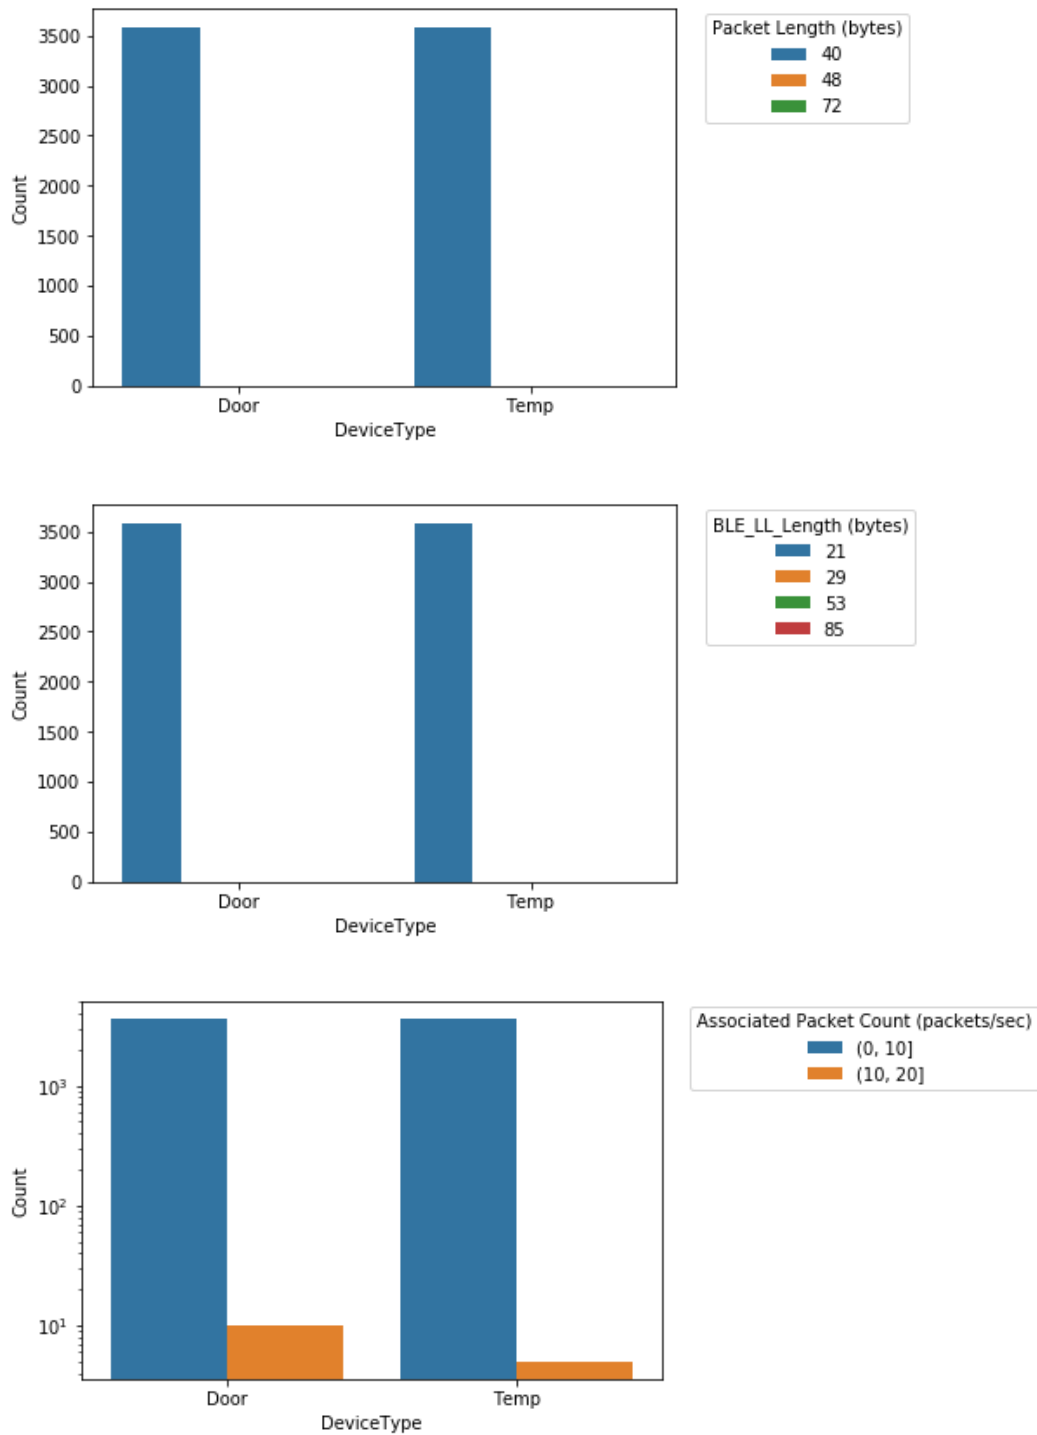 Packet Length (bytes)
40
48
72
3500
3000
2500
2000
1500
1000
500
0
Count
Door
Temp
DeviceType
BLE_LL_Length (bytes)
21
29
53
85
3500
3000
2500
2000
1500
1000
500
0
Count
Door
Temp
DeviceType
Associated Packet Count (packets/sec)
(0, 10]
(10, 20]
10³
10²
10¹
Count
Door
Temp
DeviceType